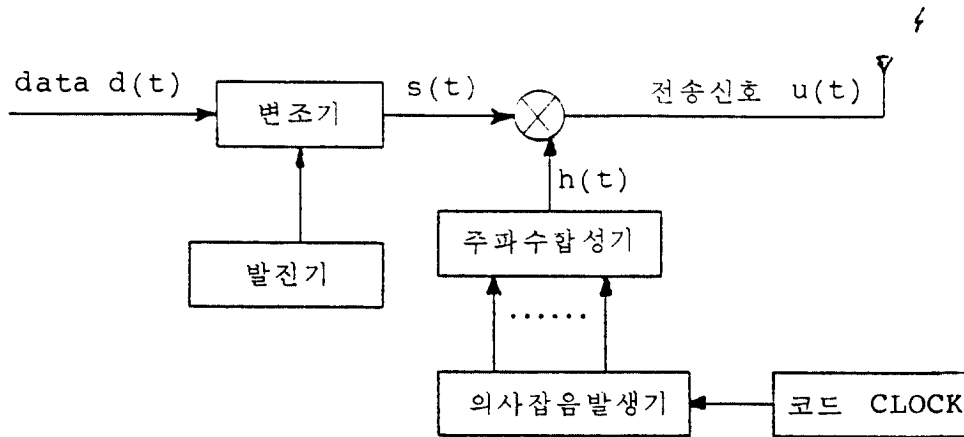 data d(t)
변조기
s(t)
전송신호 u(t)
h(t)
주파수합성기
발진기
......
의사잡음발생기
코드 CLOCK